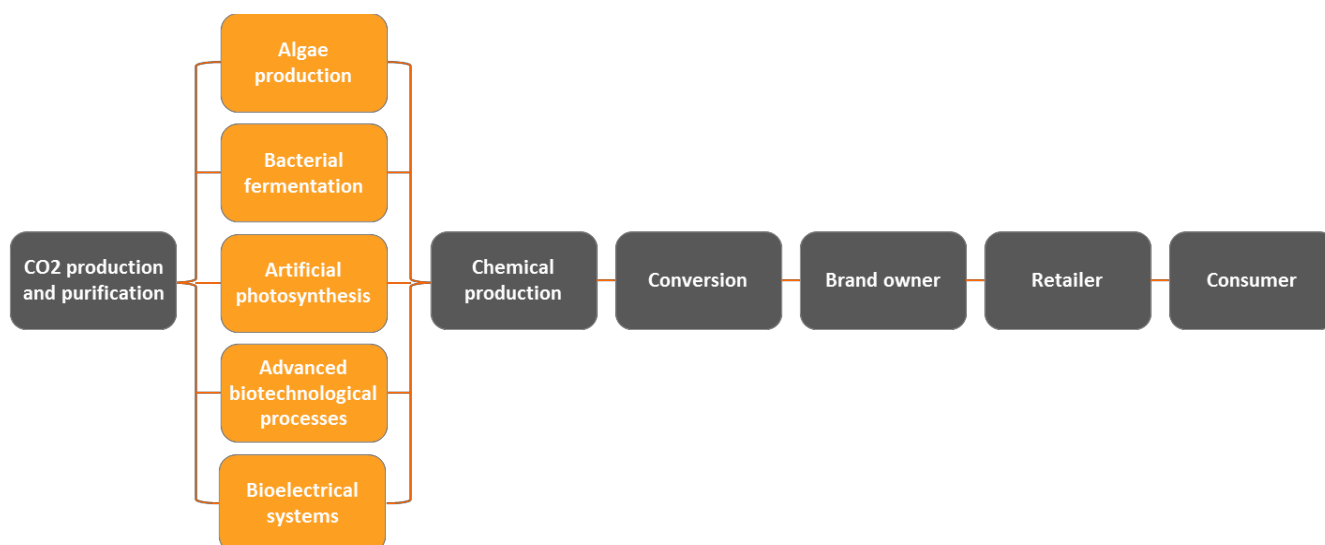 Algae
production
Bacterial
fermentation
CO2 production
and purification
Artificial
photosynthesis
Chemical
production
Conversion
Brand owner
Retailer
Consumer
Advanced
biotechnological
processes
Bioelectrical
systems